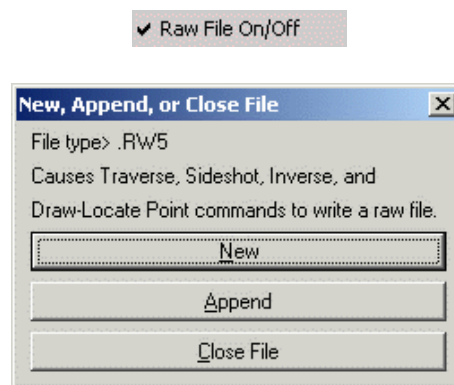 ✔ Raw File On/Off
New, Append, or Close File
File type> .RW5
Causes Traverse, Sideshot, Inverse, and
Draw-Locate Point commands to write a raw file.
New
Append
Close File